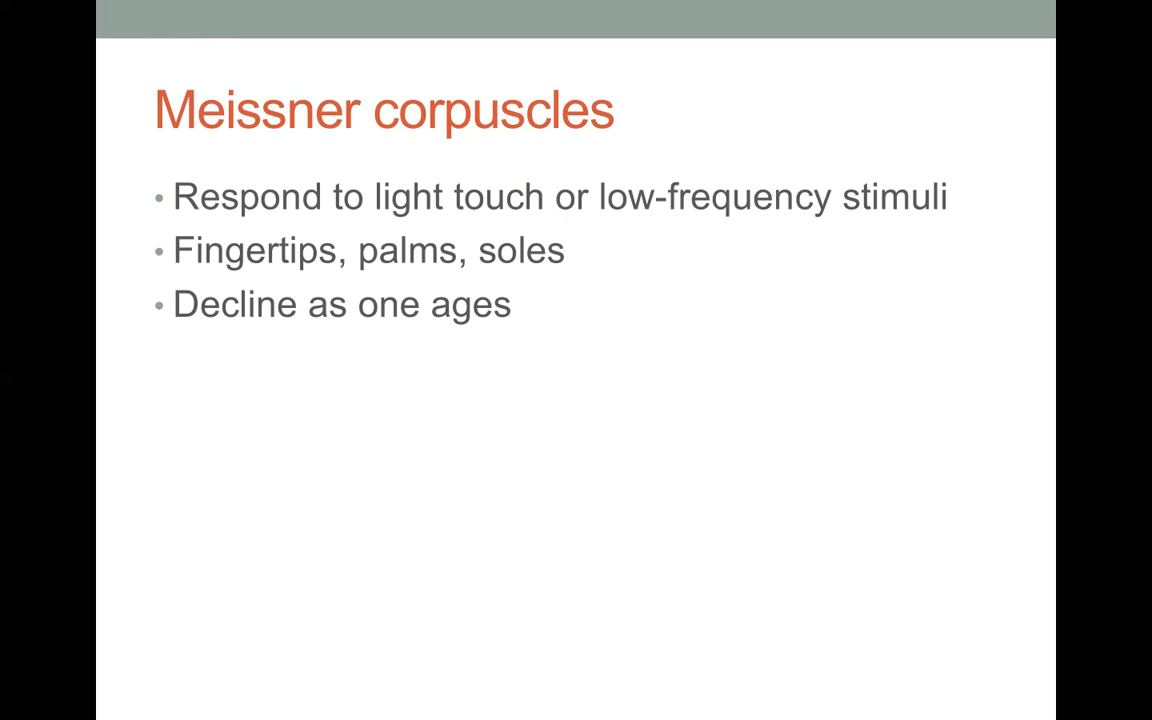 Meissner corpuscles
• Respond to light touch or low-frequency stimuli
• Fingertips, palms, soles
• Decline as one ages